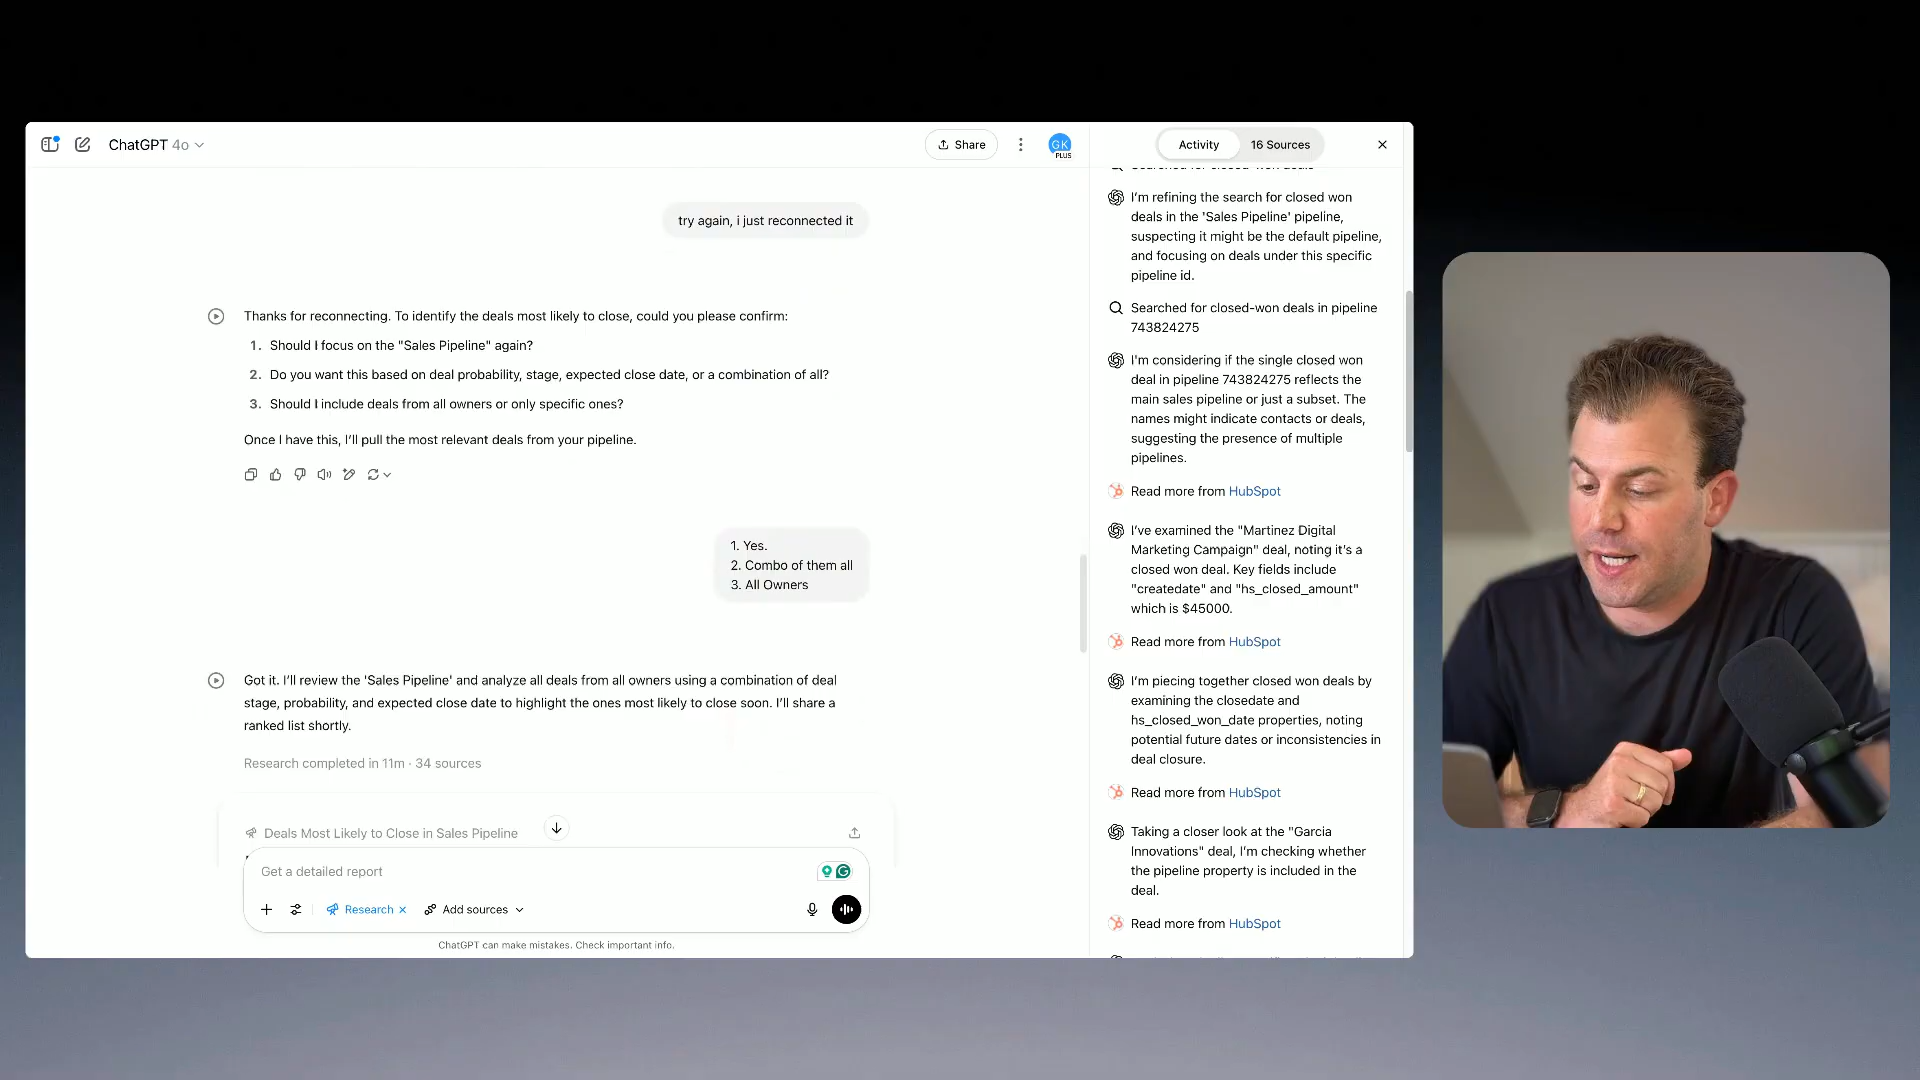 ChatGPT 4o
Share
GK
PLUS
Activity
16 Sources
try again, i just reconnected it
Thanks for reconnecting. To identify the deals most likely to close, could you please confirm:
1. Should I focus on the "Sales Pipeline" again?
2. Do you want this based on deal probability, stage, expected close date, or a combination of all?
3. Should I include deals from all owners or only specific ones?
Once I have this, I'll pull the most relevant deals from your pipeline.
1. Yes.
2. Combo of them all
3. All Owners
Got it. I'll review the 'Sales Pipeline' and analyze all deals from all owners using a combination of deal
stage, probability, and expected close date to highlight the ones most likely to close soon. I'll share a
ranked list shortly.
Research completed in 11m · 34 sources
Deals Most Likely to Close in Sales Pipeline
Get a detailed report
Research
Add sources
ChatGPT can make mistakes. Check important info.
Searched for closed-won deals
I'm refining the search for closed won
deals in the 'Sales Pipeline' pipeline,
suspecting it might be the default pipeline,
and focusing on deals under this specific
pipeline id.
Searched for closed-won deals in pipeline
743824275
I'm considering if the single closed won
deal in pipeline 743824275 reflects the
main sales pipeline or just a subset. The
names might indicate contacts or deals,
suggesting the presence of multiple
pipelines.
Read more from HubSpot
I've examined the "Martinez Digital
Marketing Campaign" deal, noting it's a
closed won deal. Key fields include
"createdate" and "hs_closed_amount"
which is $45000.
Read more from HubSpot
I'm piecing together closed won deals by
examining the closedate and
hs_closed_won_date properties, noting
potential future dates or inconsistencies in
deal closure.
Read more from HubSpot
Taking a closer look at the "Garcia
Innovations" deal, I'm checking whether
the pipeline property is included in the
deal.
Read more from HubSpot